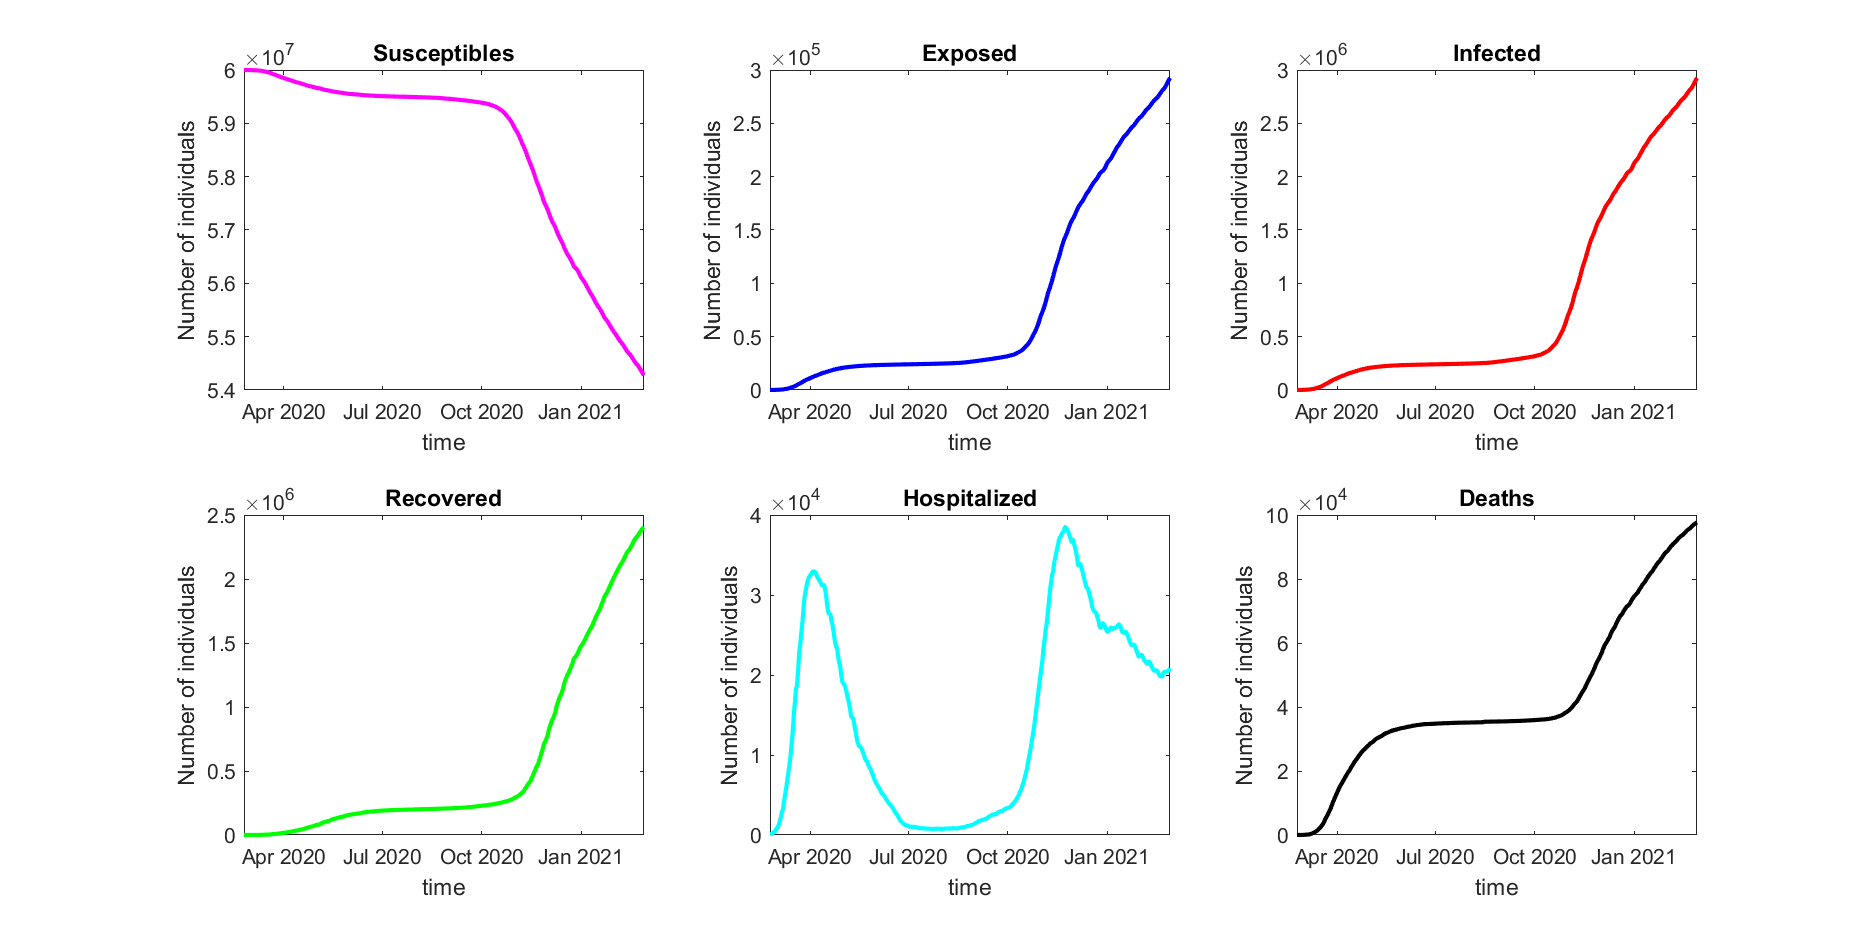 Susceptibles
×10^7
6
5.9
5.8
5.7
5.6
5.5
5.4
Number of individuals
Apr 2020 Jul 2020 Oct 2020 Jan 2021
time
Exposed
×10^5
3
2.5
2
1.5
1
0.5
0
Number of individuals
Apr 2020 Jul 2020 Oct 2020 Jan 2021
time
Infected
×10^6
3
2.5
2
1.5
1
0.5
0
Number of individuals
Apr 2020 Jul 2020 Oct 2020 Jan 2021
time
Recovered
×10^6
2.5
2
1.5
1
0.5
0
Number of individuals
Apr 2020 Jul 2020 Oct 2020 Jan 2021
time
Hospitalized
×10^4
4
3
2
1
0
Number of individuals
Apr 2020 Jul 2020 Oct 2020 Jan 2021
time
Deaths
×10^4
10
8
6
4
2
0
Number of individuals
Apr 2020 Jul 2020 Oct 2020 Jan 2021
time